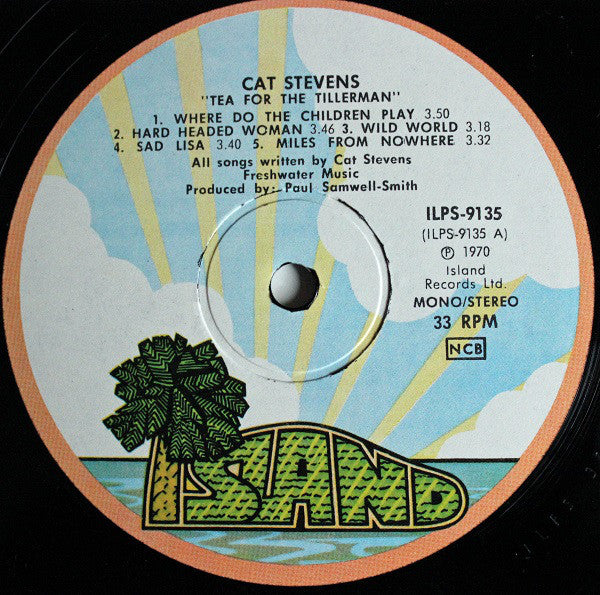 CAT STEVENS
"TEA FOR THE TILLERMAN"
1. WHERE DO THE CHILDREN PLAY 3.50
2. HARD HEADED WOMAN 3.46 3. WILD WORLD 3.18
4. SAD LISA 3.40 5. MILES FROM NOWHERE 3.32
All songs written by Cat Stevens
Freshwater Music
Produced by: Paul Samwell-Smith
ILPS-9135
(ILPS-9135 A)
℗ 1970
Island
Records Ltd.
MONO/STEREO
33 RPM
NCB
ISLAND